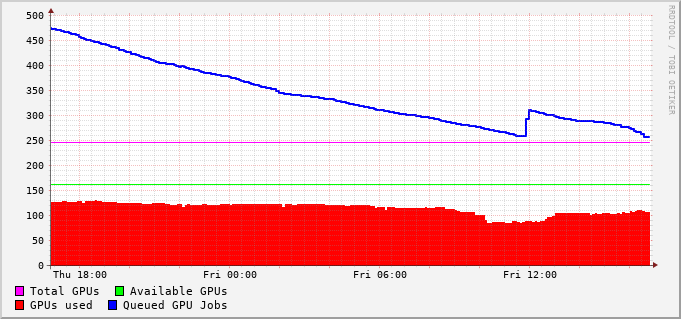 500
450
400
350
300
250
200
150
100
50
0
Thu 18:00 Fri 00:00 Fri 06:00 Fri 12:00
Total GPUs Available GPUs
GPUs used Queued GPU Jobs
RRDTOOL / TOBI OETIKER